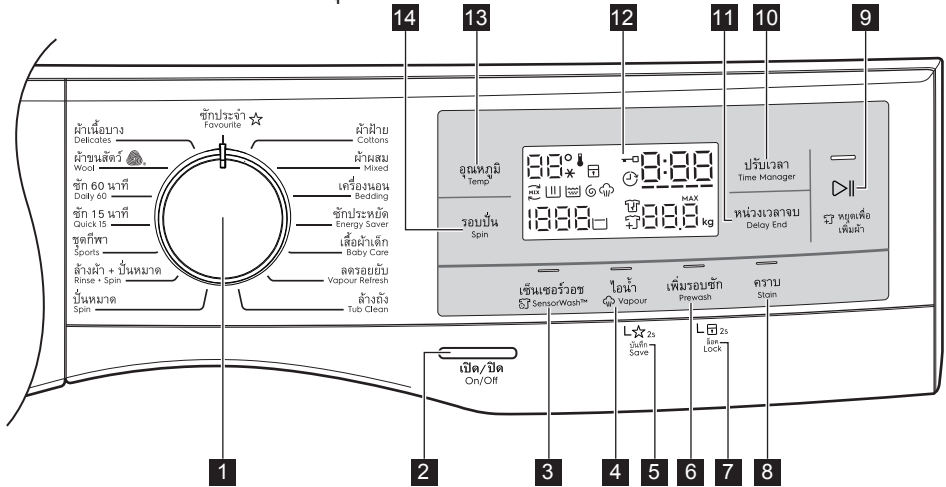 14
13
12
11
10
9
ซักประจำ
Favourite
ผ้าเนื้อบาง
Delicates
ผ้าขนสัตว์
Wool
ซัก 60 นาที
Daily 60
ซัก 15 นาที
Quick 15
ชุดกีฬา
Sports
ล้างผ้า + ปั่นหมาด
Rinse + Spin
ปั่นหมาด
Spin
ผ้าฝ้าย
Cottons
ผ้าผสม
Mixed
เครื่องนอน
Bedding
ซักประหยัด
Energy Saver
เสื้อผ้าเด็ก
Baby Care
ลดรอยยับ
Vapour Refresh
ล้างถัง
Tub Clean
อุณหภูมิ
Temp
รอบปั่น
Spin
88°
8:88
MIX
1888
MAX
88.8 kg
ปรับเวลา
Time Manager
หน่วงเวลาจบ
Delay End
หยุดเพื่อ
เพิ่มผ้า
เซ็นเซอร์วอช
SensorWash™
ไอน้ำ
Vapour
เพิ่มรอบซัก
Prewash
คราบ
Stain
2s
บันทึก
Save
2s
ล็อค
Lock
เปิด/ปิด
On/Off
1
2
3
4
5
6
7
8